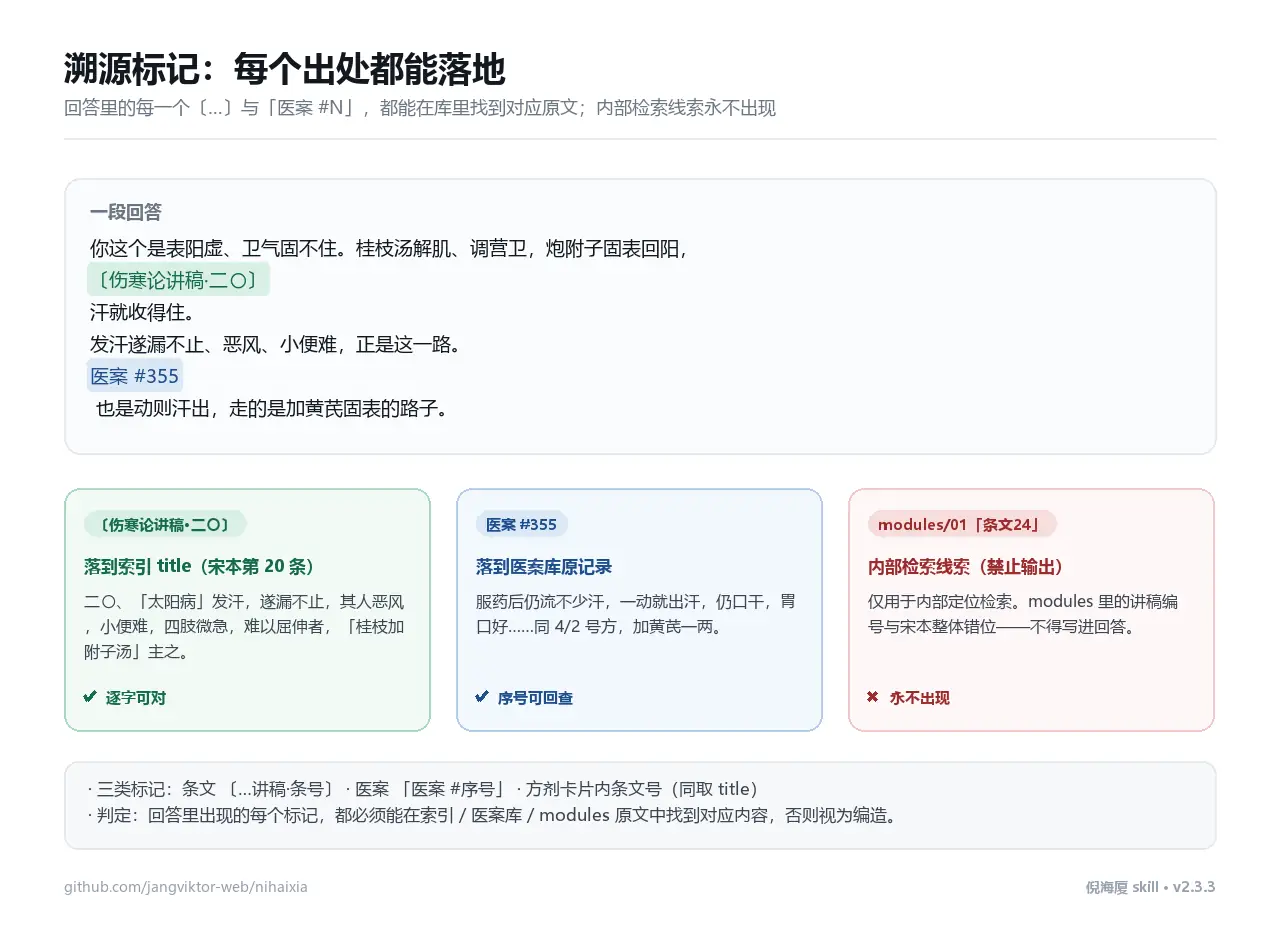 溯源标记：每个出处都能落地
回答里的每一个〔…〕与「医案 #N」，都能在库里找到对应原文；内部检索线索永不出现
一段回答
你这个是表阳虚、卫气固不住。桂枝汤解肌、调营卫，炮附子固表回阳，
〔伤寒论讲稿·二〇〕
汗就收得住。
发汗遂漏不止、恶风、小便难，正是这一路。
医案 #355
也是动则汗出，走的是加黄芪固表的路子。
〔伤寒论讲稿·二〇〕
落到索引 title（宋本第 20 条）
二〇、「太阳病」发汗，遂漏不止，其人恶风
，小便难，四肢微急，难以屈伸者，「桂枝加
附子汤」主之。
✔ 逐字可对
医案 #355
落到医案库原记录
服药后仍流不少汗，一动就出汗，仍口干，胃
口好……同 4/2 号方，加黄芪一两。
✔ 序号可回查
modules/01「条文24」
内部检索线索（禁止输出）
仅用于内部定位检索。modules 里的讲稿编
号与宋本整体错位——不得写进回答。
✖ 永不出现
· 三类标记：条文 〔…讲稿·条号〕 · 医案 「医案 #序号」 · 方剂卡片内条文号（同取 title）
· 判定：回答里出现的每个标记，都必须能在索引 / 医案库 / modules 原文中找到对应内容，否则视为编造。
github.com/jangviktor-web/nihaixia
倪海厦 skill • v2.3.3